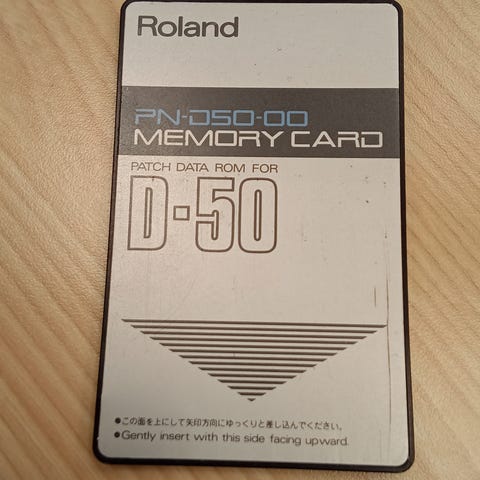 Roland
PN-D50-00
MEMORY CARD
PATCH DATA ROM FOR
D-50
●この面を上にして矢印方向にゆっくりと差し込んでください。
●Gently insert with this side facing upward.